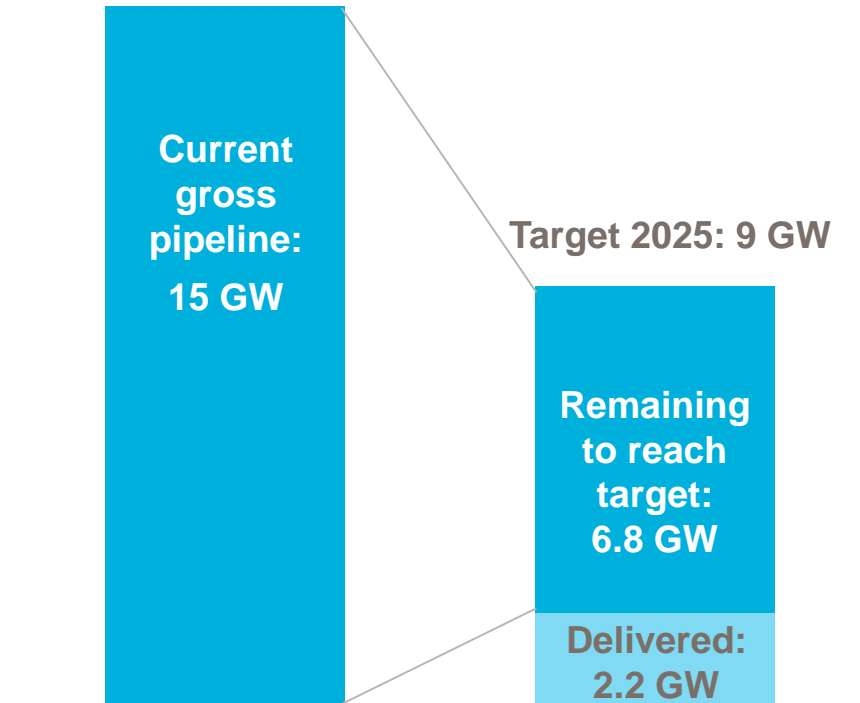 Current
gross
pipeline:
15 GW
Target 2025: 9 GW
Remaining
to reach
target:
6.8 GW
Delivered:
2.2 GW